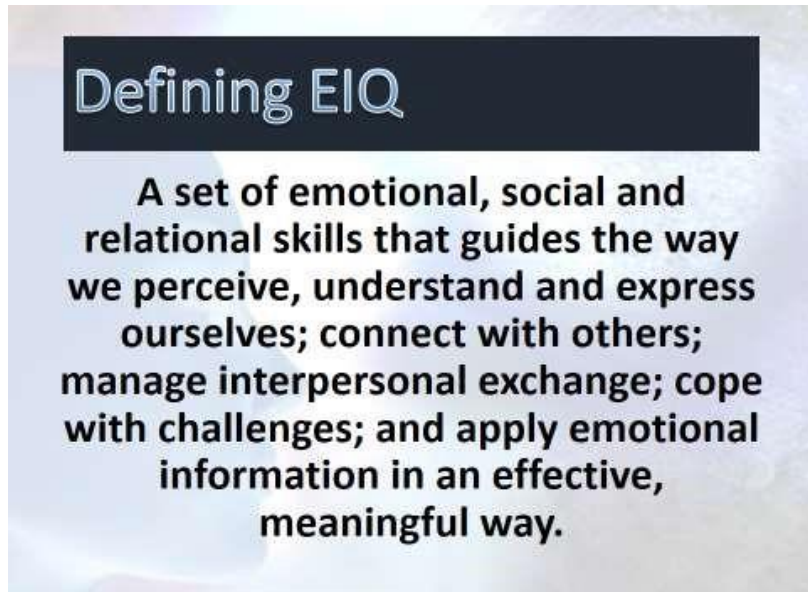 Defining EIQ
A set of emotional, social and
relational skills that guides the way
we perceive, understand and express
ourselves; connect with others;
manage interpersonal exchange; cope
with challenges; and apply emotional
information in an effective,
meaningful way.